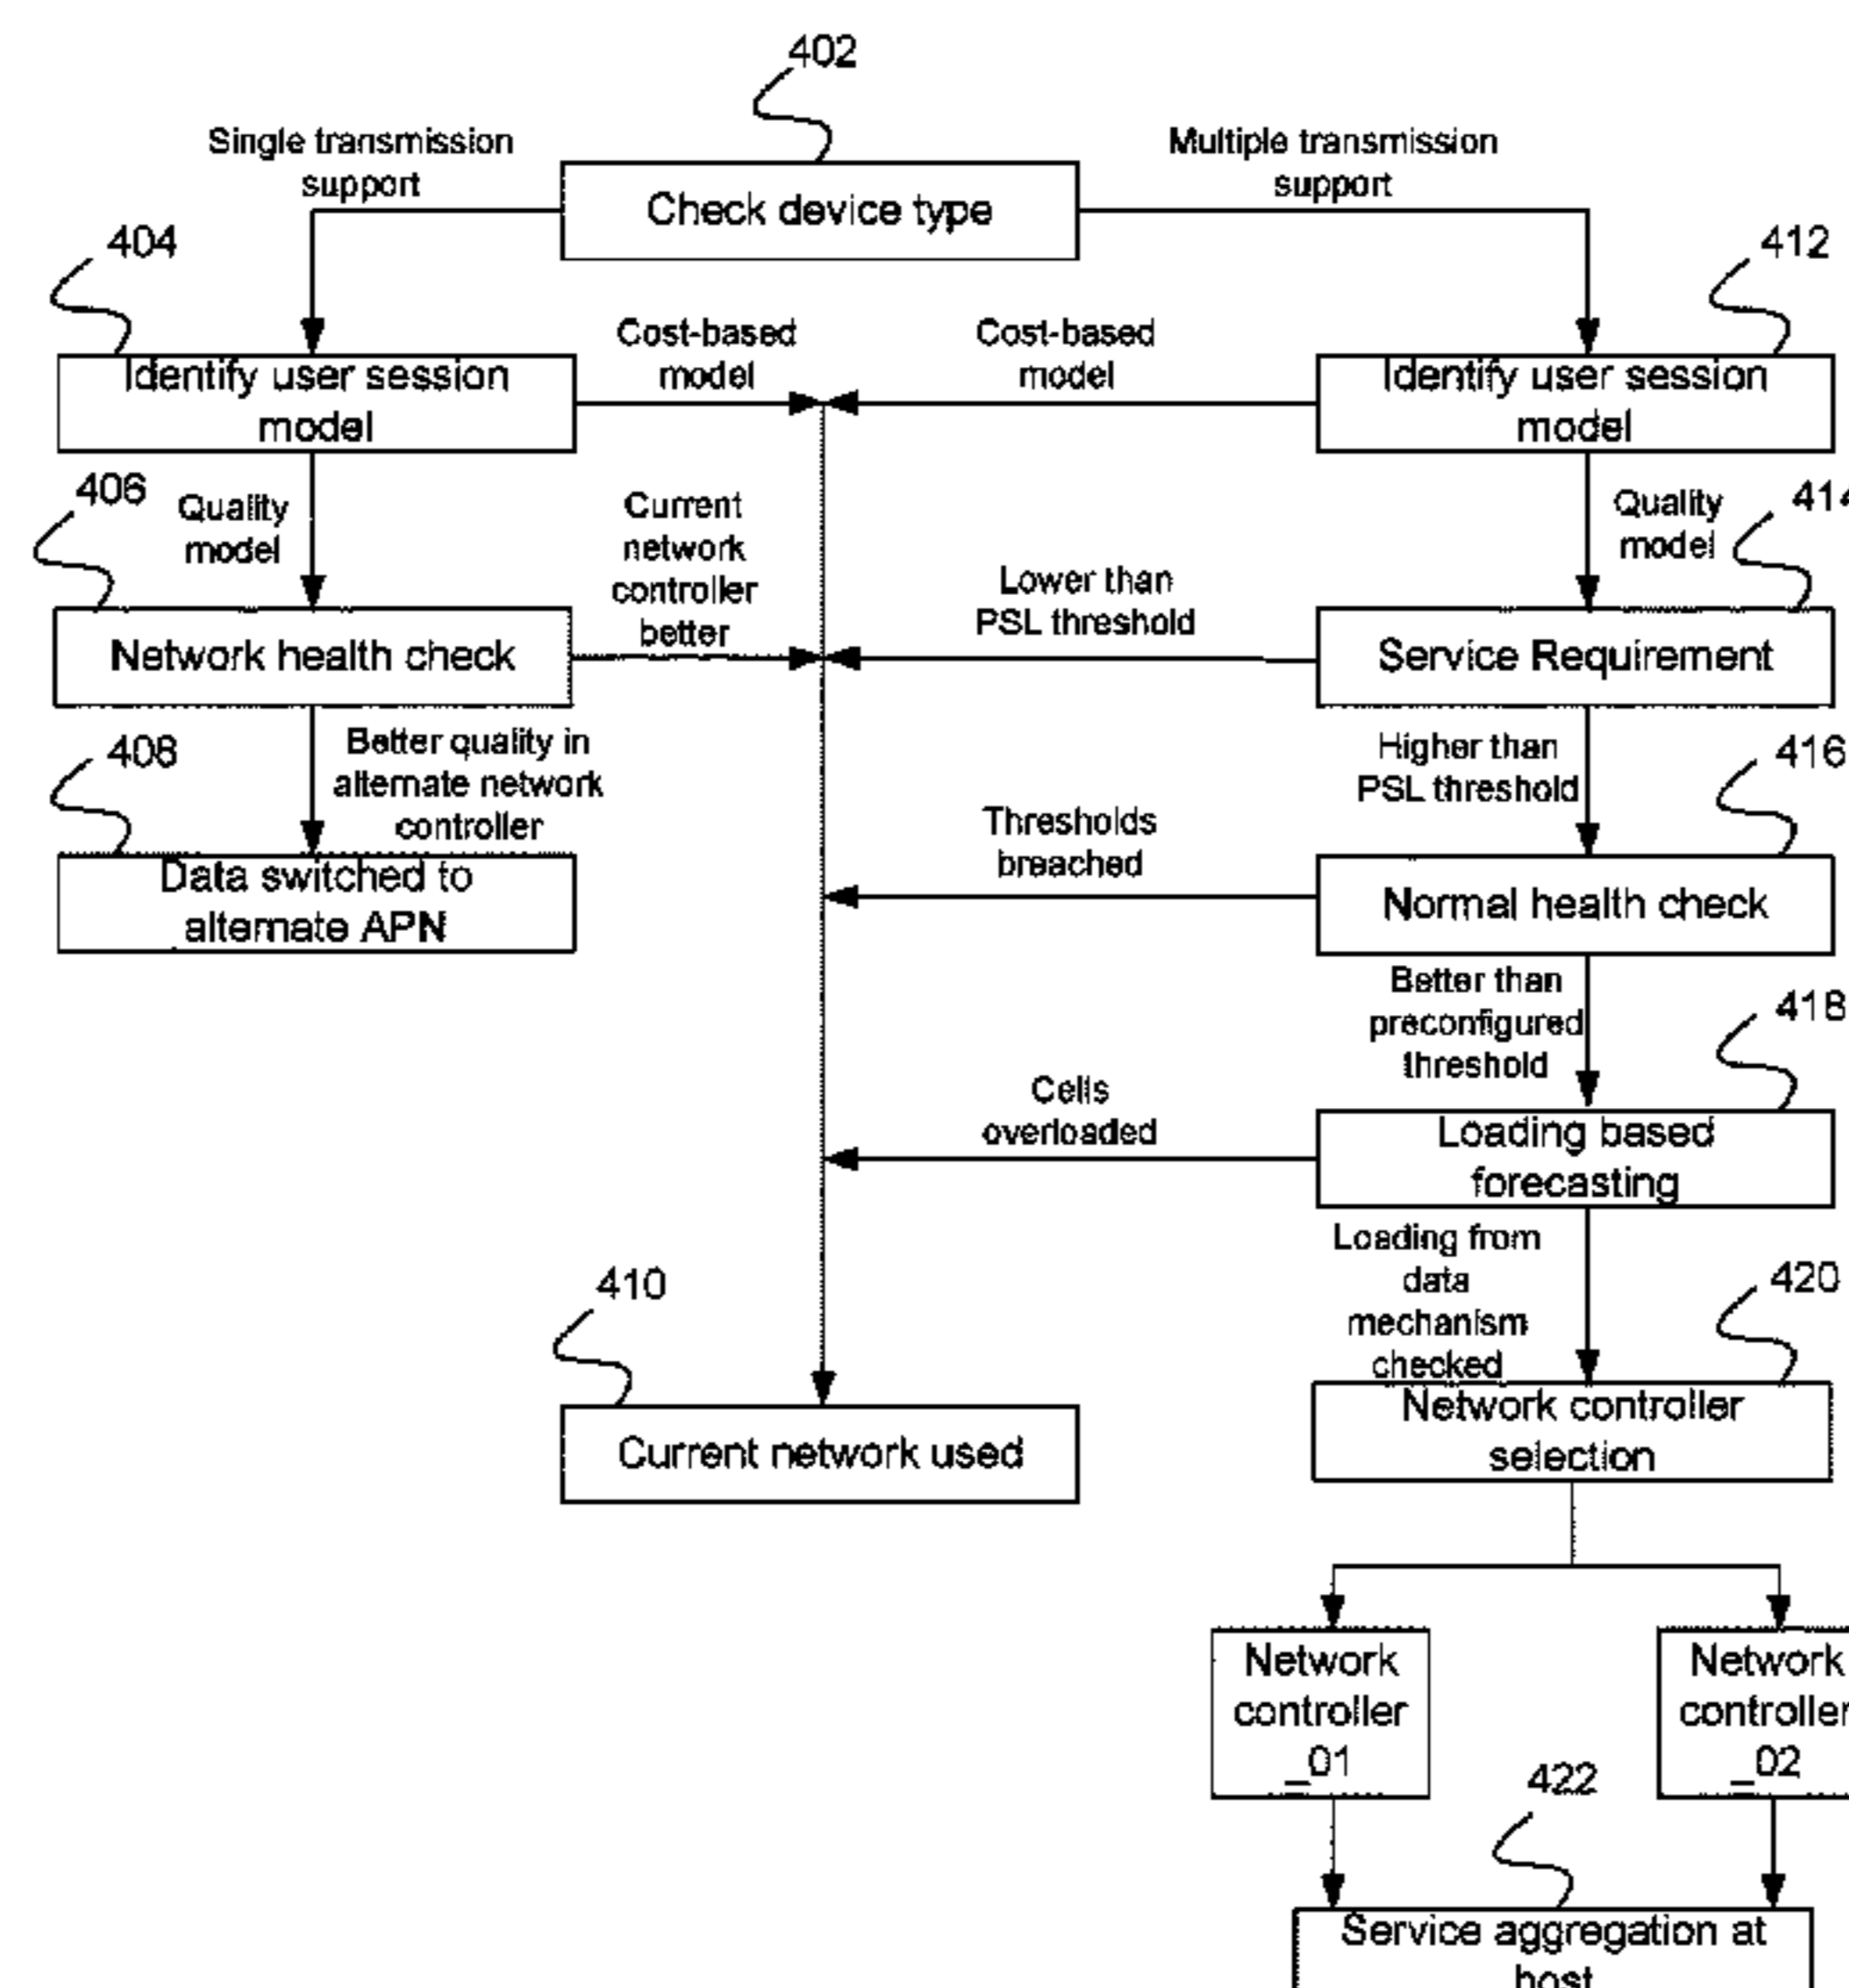 402
Single transmission
support
Multiple transmission
support
Check device type
404
412
Identify user session
model
Cost-based
model
Cost-based
model
Identify user session
model
406
Quality
model
Current
network
controller
better
Quality
model
414
Network health check
Lower than
PSL threshold
Service Requirement
408
Better quality in
alternate network
controller
Higher than
PSL threshold
416
Data switched to
alternate APN
Thresholds
breached
Normal health check
Better than
preconfigured
threshold
418
Cells
overloaded
Loading based
forecasting
Loading from
data
mechanism
checked
410
420
Current network used
Network controller
selection
Network
controller
_01
Network
controller
_02
422
Service aggregation at
host